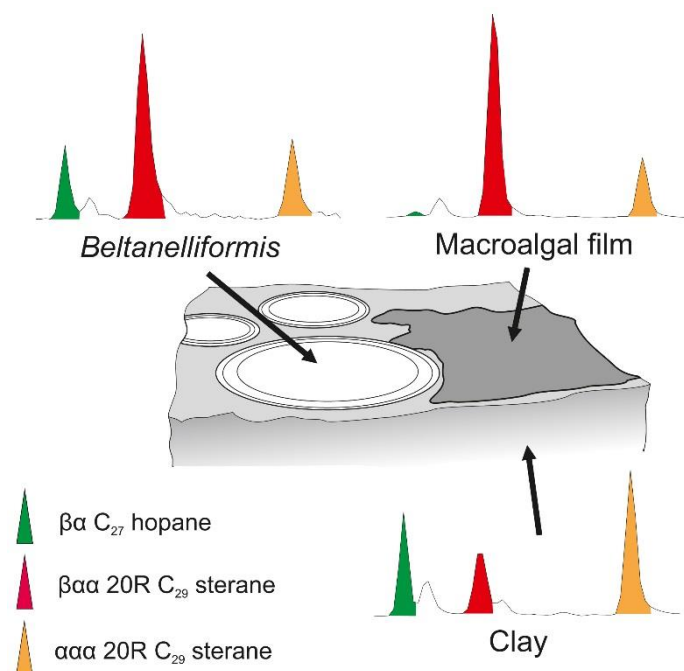 Beltanelliformis
Macroalgal film
βα C₂₇ hopane
βαα 20R C₂₉ sterane
ααα 20R C₂₉ sterane
Clay